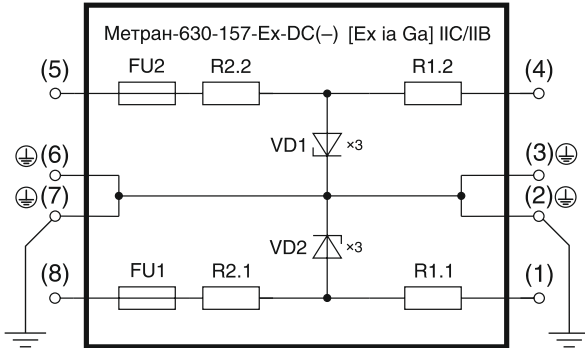 Метран-630-157-Ex-DC(–) [Ex ia Ga] IIC/IIB
(5) FU2 R2.2 R1.2 (4)
VD1 ×3
(6) (3)
(7) (2)
VD2 ×3
(8) FU1 R2.1 R1.1 (1)